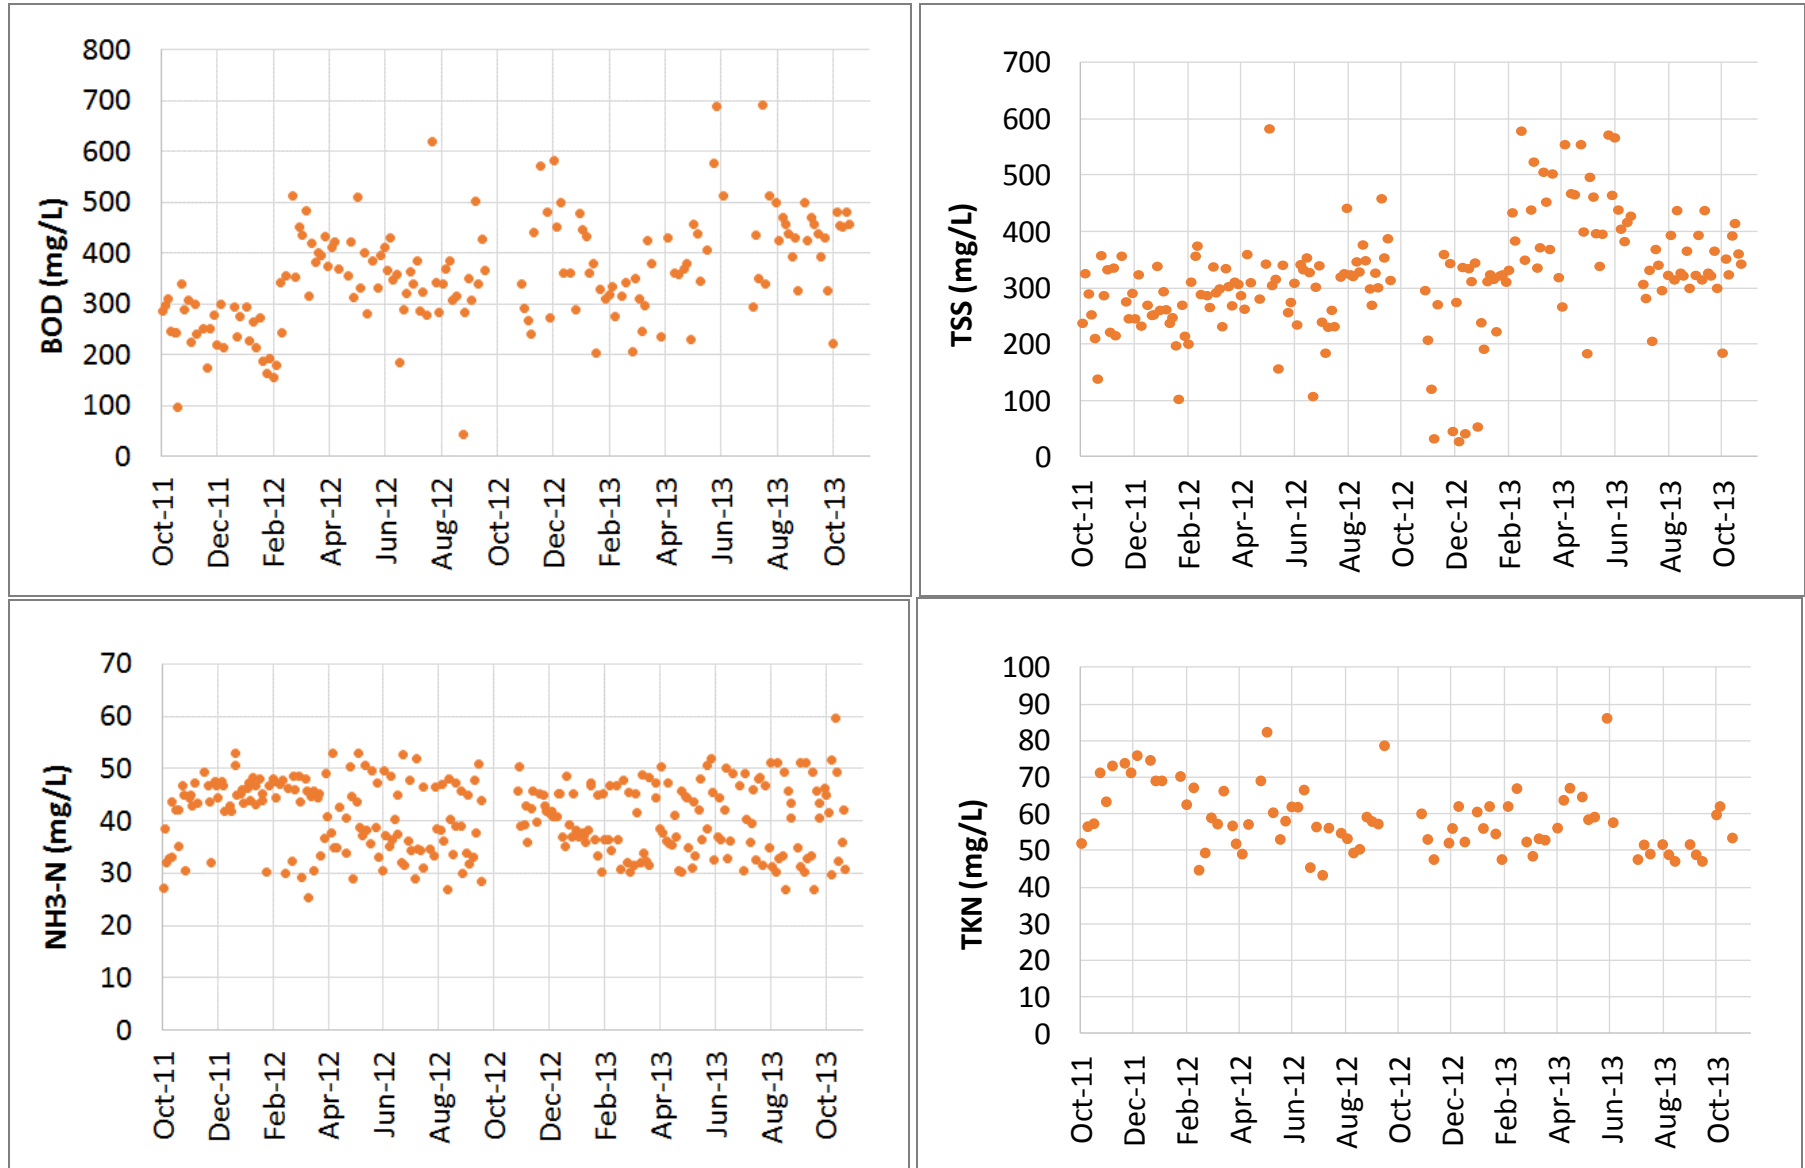 BOD (mg/L)
800
700
600
500
400
300
200
100
0
Oct-11
Dec-11
Feb-12
Apr-12
Jun-12
Aug-12
Oct-12
Dec-12
Feb-13
Apr-13
Jun-13
Aug-13
Oct-13
TSS (mg/L)
700
600
500
400
300
200
100
0
Oct-11
Dec-11
Feb-12
Apr-12
Jun-12
Aug-12
Oct-12
Dec-12
Feb-13
Apr-13
Jun-13
Aug-13
Oct-13
NH3-N (mg/L)
70
60
50
40
30
20
10
0
Oct-11
Dec-11
Feb-12
Apr-12
Jun-12
Aug-12
Oct-12
Dec-12
Feb-13
Apr-13
Jun-13
Aug-13
Oct-13
TKN (mg/L)
100
90
80
70
60
50
40
30
20
10
0
Oct-11
Dec-11
Feb-12
Apr-12
Jun-12
Aug-12
Oct-12
Dec-12
Feb-13
Apr-13
Jun-13
Aug-13
Oct-13